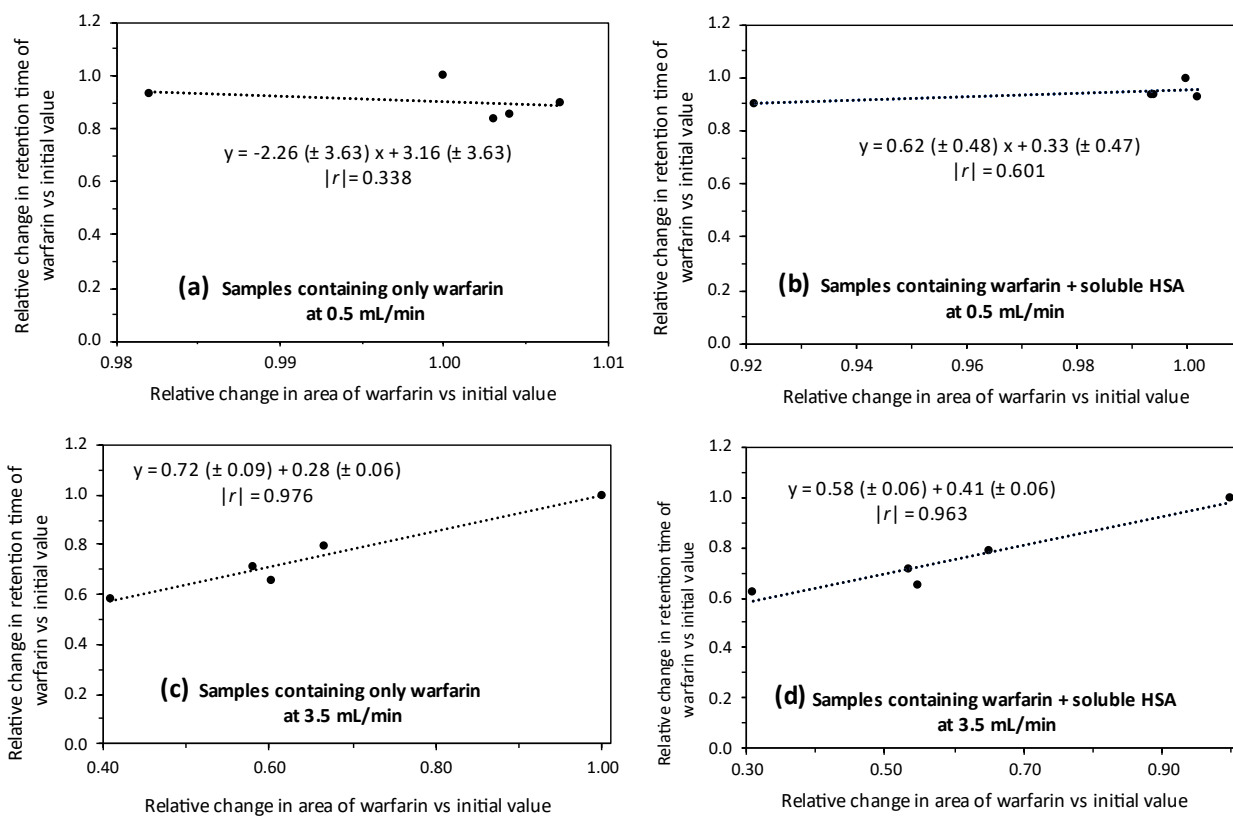 Relative change in retention time of
warfarin vs initial value
1.2
1.0
0.8
0.6
0.4
0.2
0.0
y = -2.26 (± 3.63) x + 3.16 (± 3.63)
|r|= 0.338
(a) Samples containing only warfarin
at 0.5 mL/min
0.98
0.99
1.00
1.01
Relative change in area of warfarin vs initial value
Relative change in retention time of
warfarin vs initial value
1.2
1.0
0.8
0.6
0.4
0.2
0.0
y = 0.62 (± 0.48) x + 0.33 (± 0.47)
|r| = 0.601
(b) Samples containing warfarin + soluble HSA
at 0.5 mL/min
0.92
0.94
0.96
0.98
1.00
Relative change in area of warfarin vs initial value
Relative change in retention time of
warfarin vs initial value
1.2
1.0
0.8
0.6
0.4
0.2
0.0
y = 0.72 (± 0.09) + 0.28 (± 0.06)
|r| = 0.976
(c) Samples containing only warfarin
at 3.5 mL/min
0.40
0.60
0.80
1.00
Relative change in area of warfarin vs initial value
Relative change in retention time of
warfarin vs initial value
1.2
1.0
0.8
0.6
0.4
0.2
0.0
y = 0.58 (± 0.06) + 0.41 (± 0.06)
|r| = 0.963
(d) Samples containing warfarin + soluble HSA
at 3.5 mL/min
0.30
0.50
0.70
0.90
Relative change in area of warfarin vs initial value